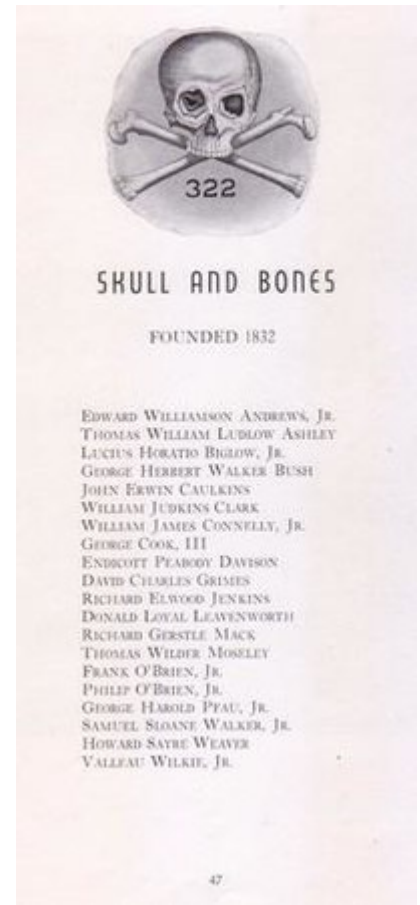 322
SKULL AND BONES
FOUNDED 1832
EDWARD WILLIAMSON ANDREWS, JR.
THOMAS WILLIAM LUDLOW ASHLEY
LUCIUS HORATIO BIGLOW, JR.
GEORGE HERBERT WALKER BUSH
JOHN ERWIN CAULKINS
WILLIAM JUDKINS CLARK
WILLIAM JAMES CONNELLY, JR.
GEORGE COOK, III
ENDICOTT PEABODY DAVISON
DAVID CHARLES GRIMES
RICHARD ELWOOD JENKINS
DONALD LOYAL LEAVENWORTH
RICHARD GERSTLE MACK
THOMAS WILDER MOSELEY
FRANK O'BRIEN, JR.
PHILIP O'BRIEN, JR.
GEORGE HAROLD PFAU, JR.
SAMUEL SLOANE WALKER, JR.
HOWARD SAYRE WEAVER
VALLEAU WILKIE, JR.
47